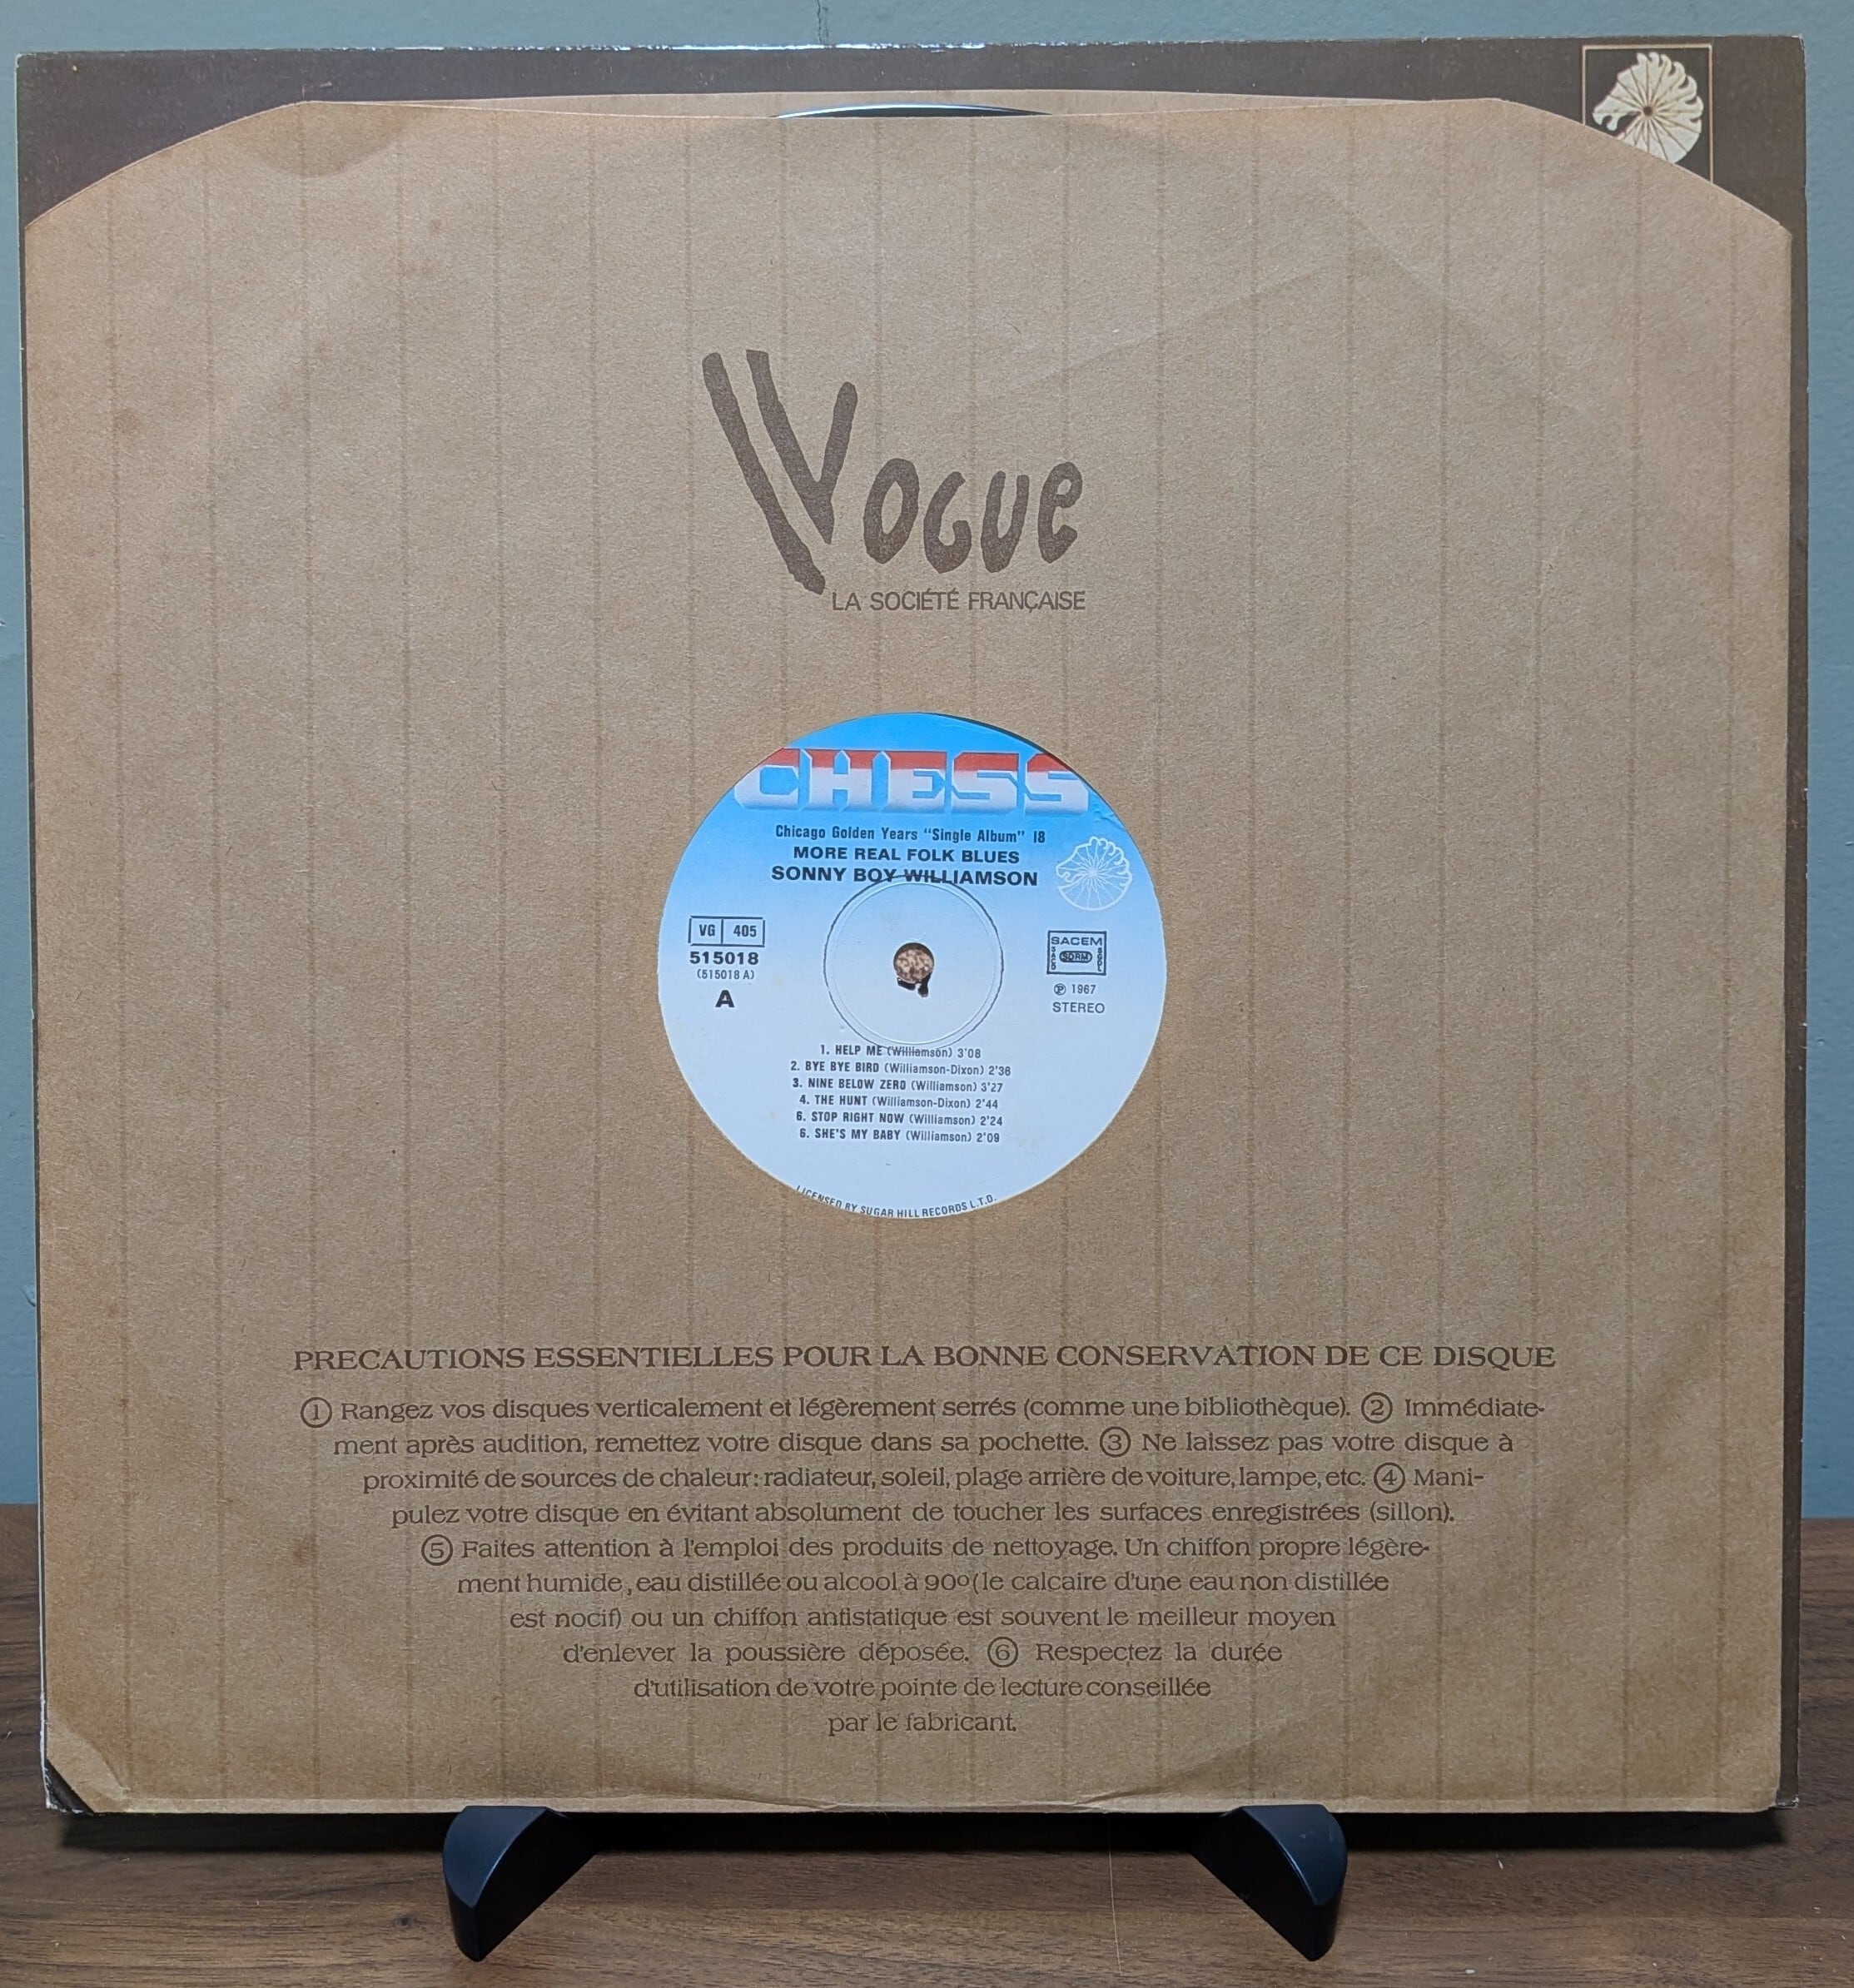 Vogue
LA SOCIÉTÉ FRANÇAISE
CHESS
Chicago Golden Years "Single Album" 18
MORE REAL FOLK BLUES
SONNY BOY WILLIAMSON
VG 405
515018
(515018 A)
A
SACEM
SACD SDRM SGDL
Ⓟ 1967
STEREO
1. HELP ME (Williamson) 3'08
2. BYE BYE BIRD (Williamson-Dixon) 2'36
3. NINE BELOW ZERO (Williamson) 3'27
4. THE HUNT (Williamson-Dixon) 2'44
6. STOP RIGHT NOW (Williamson) 2'24
6. SHE'S MY BABY (Williamson) 2'09
LICENSED BY SUGAR HILL RECORDS L.T.D.
PRECAUTIONS ESSENTIELLES POUR LA BONNE CONSERVATION DE CE DISQUE
① Rangez vos disques verticalement et légèrement serrés (comme une bibliothèque). ② Immédiate-
ment après audition, remettez votre disque dans sa pochette. ③ Ne laissez pas votre disque à
proximité de sources de chaleur: radiateur, soleil, plage arrière de voiture, lampe, etc. ④ Mani-
pulez votre disque en évitant absolument de toucher les surfaces enregistrées (sillon).
⑤ Faites attention à l'emploi des produits de nettoyage. Un chiffon propre légère-
ment humide, eau distillée ou alcool à 90º (le calcaire d'une eau non distillée
est nocif) ou un chiffon antistatique est souvent le meilleur moyen
d'enlever la poussière déposée. ⑥ Respectez la durée
d'utilisation de votre pointe de lecture conseillée
par le fabricant.